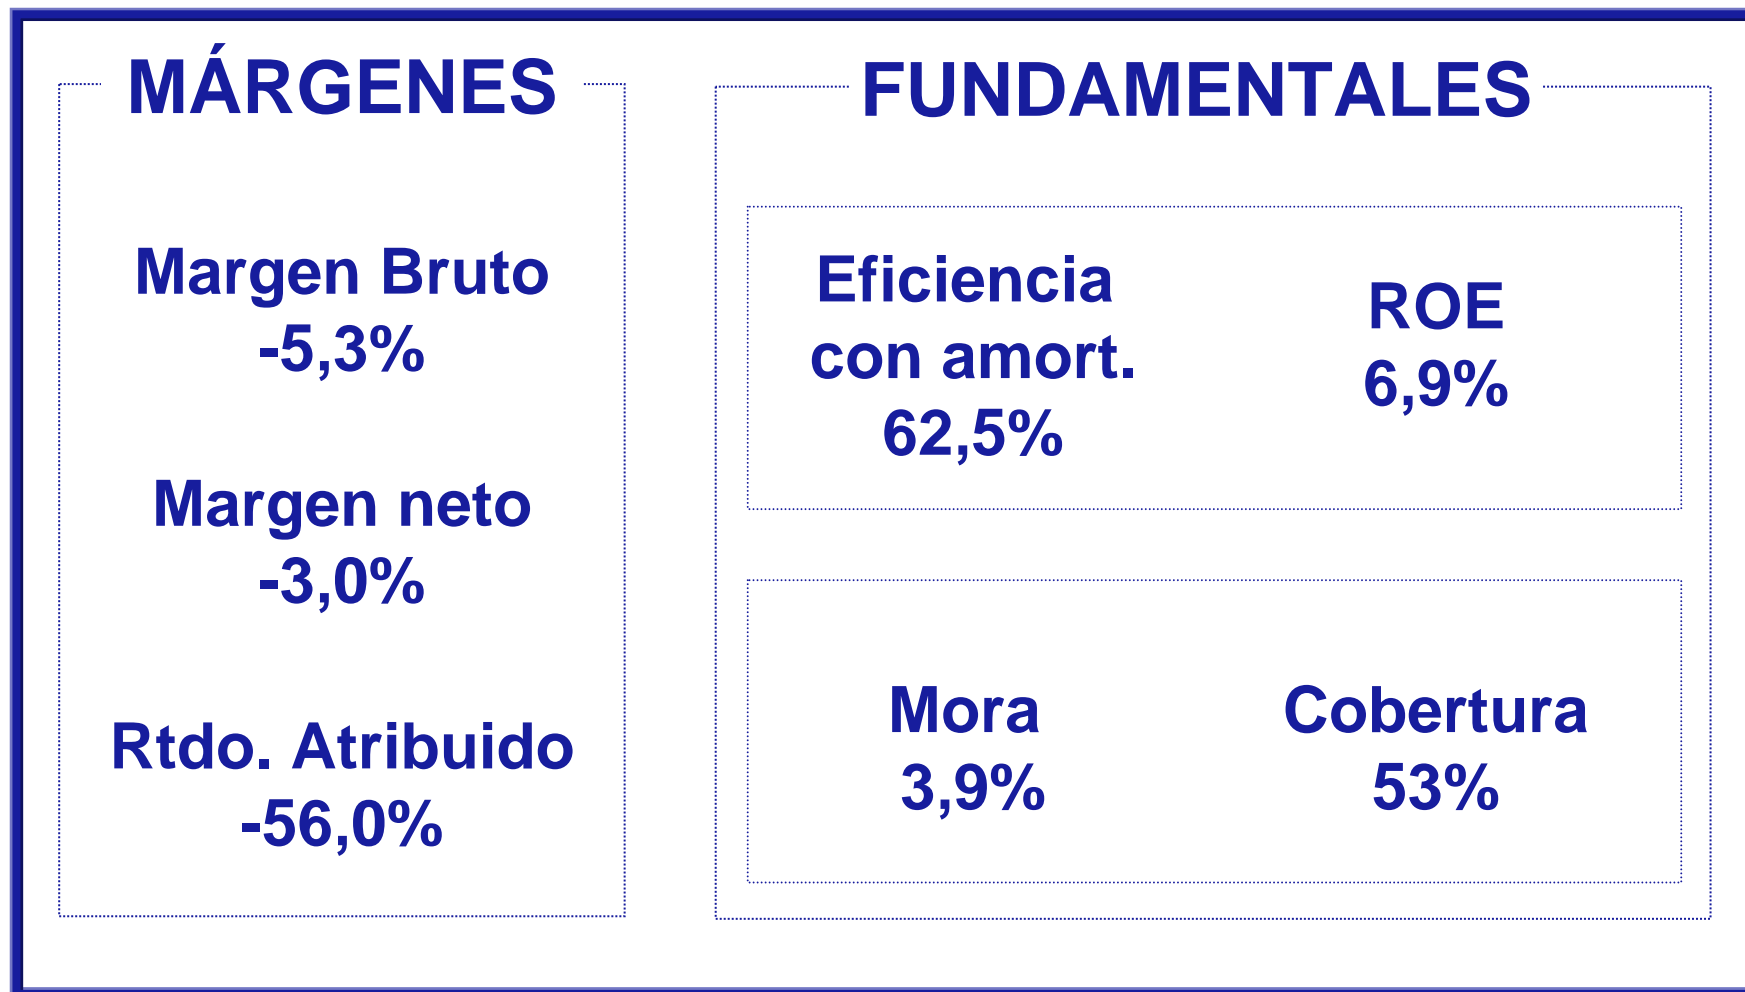 MÁRGENES
Margen Bruto
-5,3%
Margen neto
-3,0%
Rtdo. Atribuido
-56,0%
FUNDAMENTALES
Eficiencia
con amort.
62,5%
ROE
6,9%
Mora
3,9%
Cobertura
53%